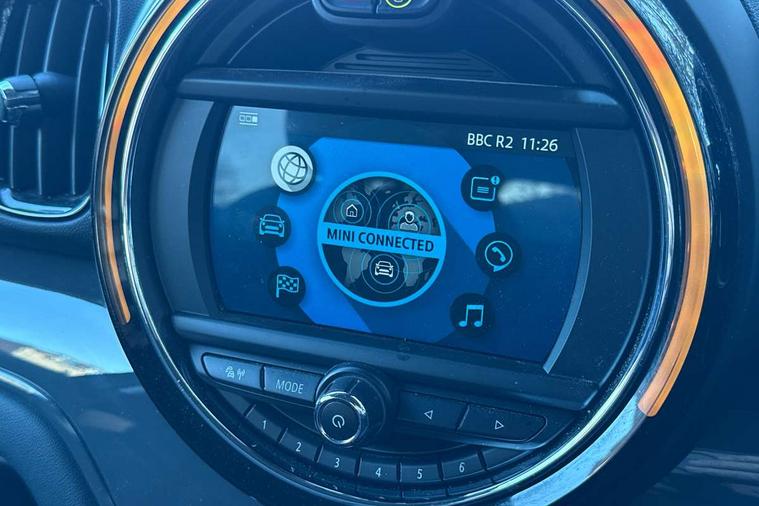 BBC R2 11:26
MINI CONNECTED
MODE
1 2 3 4 5 6